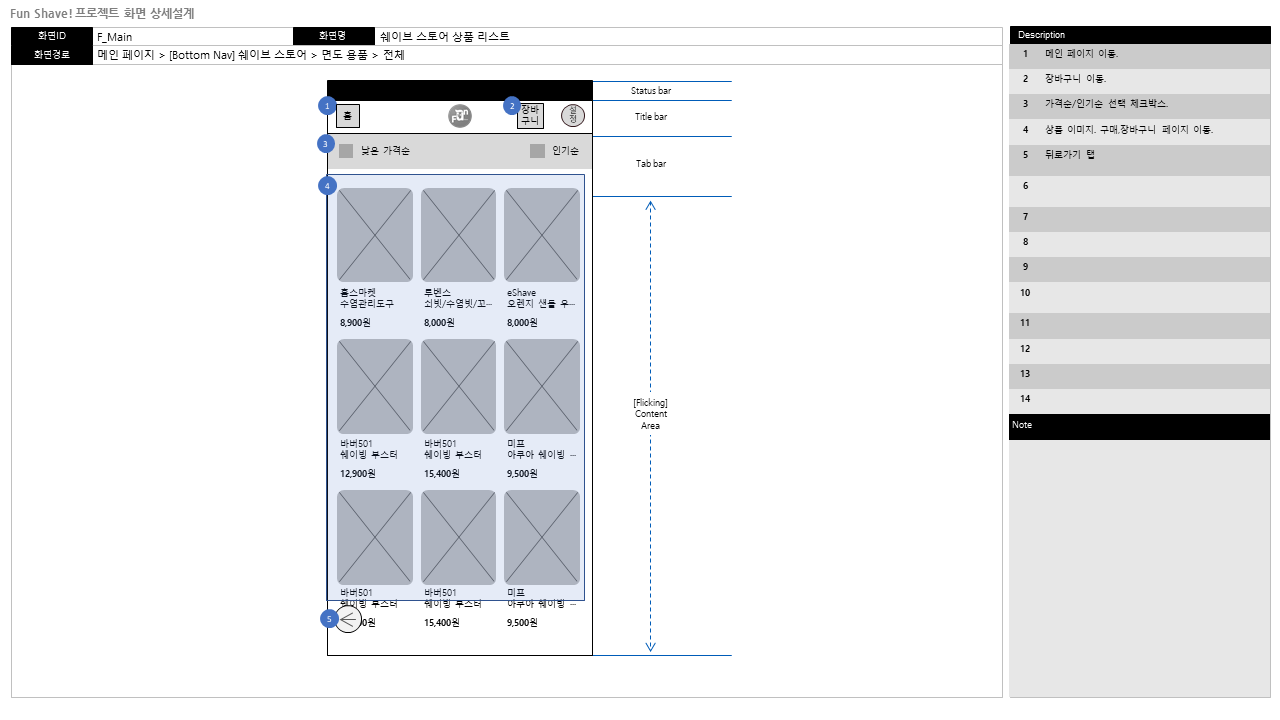 Fun Shave! 프로젝트 화면 상세설계
화면ID F_Main 화면명 쉐이브 스토어 상품 리스트
화면경로 메인 페이지 > [Bottom Nav] 쉐이브 스토어 > 면도 용품 > 전체
Status bar
1 홈 Fun 2 장바
구니 설
정
Title bar
3 낮은 가격순 인기순
Tab bar
4
홈스마켓 루벤스 eShave
수염관리도구 쇠빗/수염빗/꼬… 오렌지 샌들 우…
8,900원 8,000원 8,000원
[Flicking]
Content
Area
바버501 바버501 미프
쉐이빙 부스터 쉐이빙 부스터 아쿠아 쉐이빙 …
12,900원 15,400원 9,500원
바버501 바버501 미프
쉐이빙 부스터 쉐이빙 부스터 아쿠아 쉐이빙 …
5 0원 15,400원 9,500원
Description
1 메인 페이지 이동.
2 장바구니 이동.
3 가격순/인기순 선택 체크박스.
4 상품 이미지. 구매,장바구니 페이지 이동.
5 뒤로가기 탭
6
7
8
9
10
11
12
13
14
Note